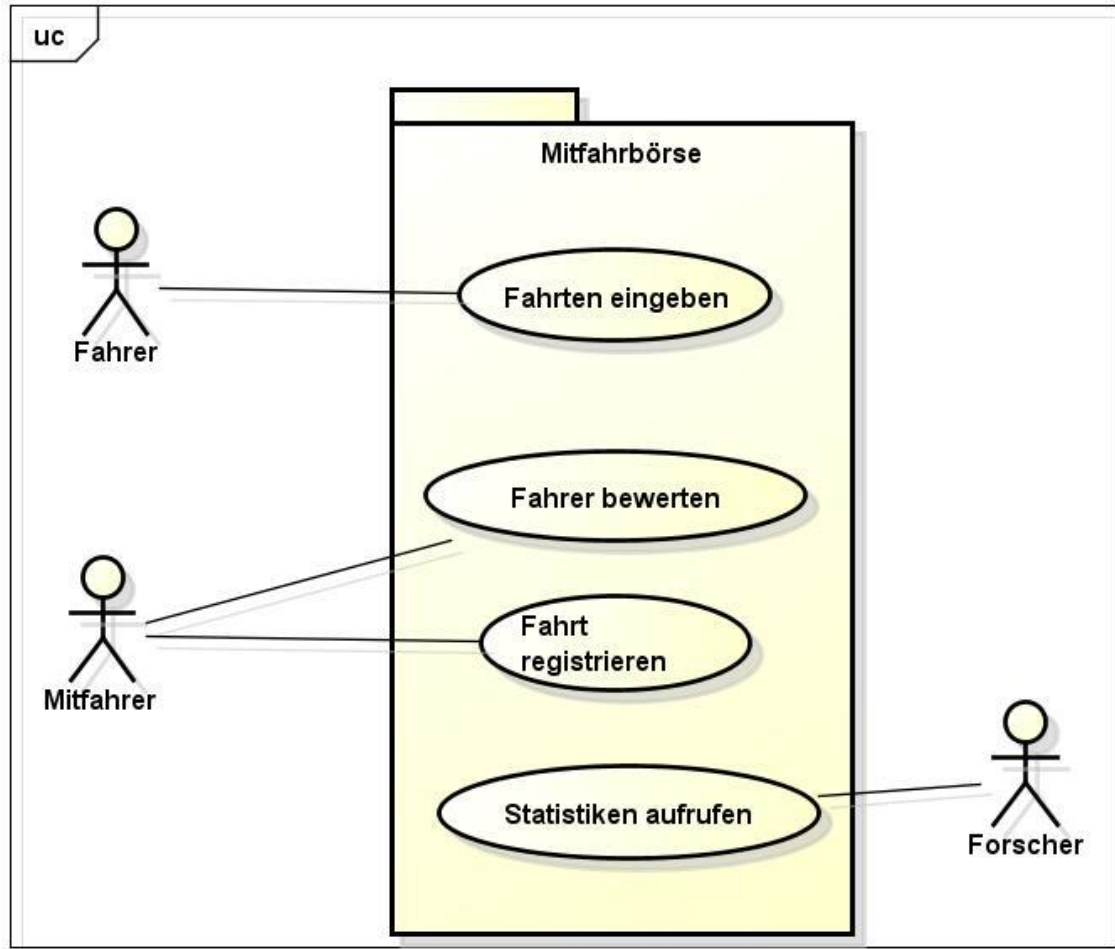 uc
Mitfahrbörse
Fahrten eingeben
Fahrer
Fahrer bewerten
Fahrt
registrieren
Mitfahrer
Statistiken aufrufen
Forscher